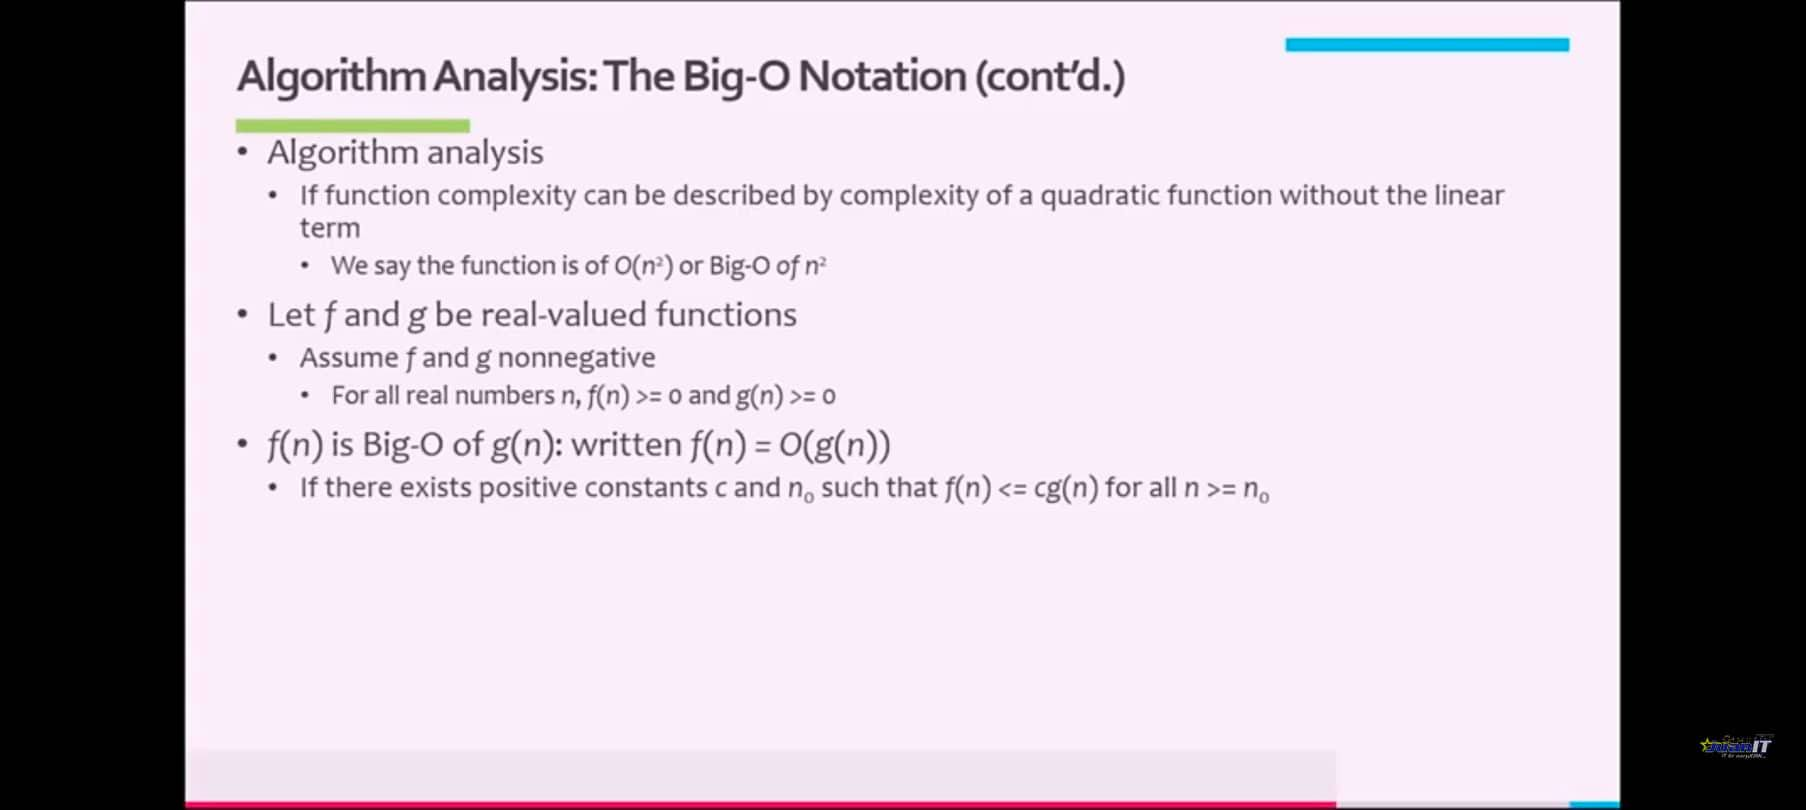 Algorithm Analysis: The Big-O Notation (cont'd.)
• Algorithm analysis
• If function complexity can be described by complexity of a quadratic function without the linear
term
• We say the function is of O(n²) or Big-O of n²
• Let f and g be real-valued functions
• Assume f and g nonnegative
• For all real numbers n, f(n) >= 0 and g(n) >= 0
• f(n) is Big-O of g(n): written f(n) = O(g(n))
• If there exists positive constants c and n₀ such that f(n) <= cg(n) for all n >= n₀
JuanIT